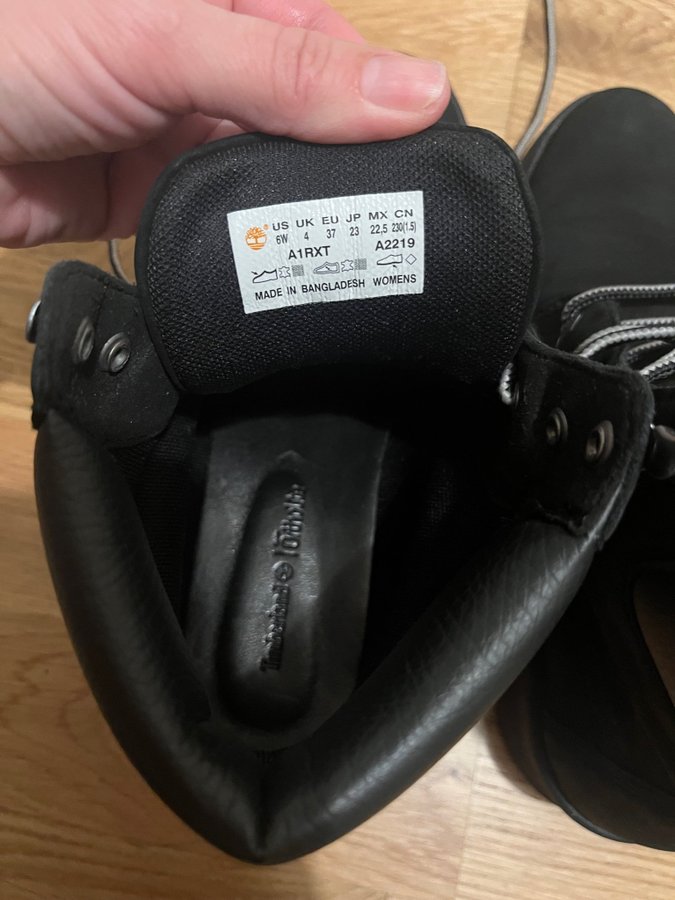 US UK EU JP MX CN
6W 4 37 23 22,5 230(1.5)
A1RXT A2219
MADE IN BANGLADESH WOMENS
Timberland
Ortholite